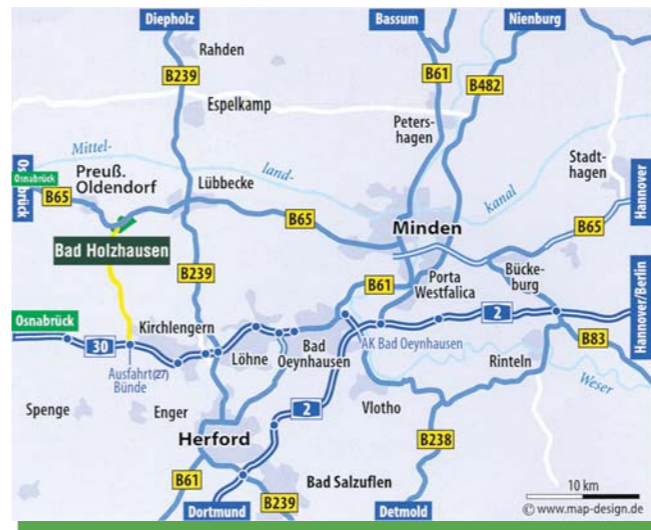 Diepholz
Bassum
Nienburg
Rahden
B239
B61
B482
Espelkamp
Peters-
hagen
Mittel-
land-
kanal
Stadt-
hagen
Osnabrück
Osnabrück
Preuß.
Oldendorf
Lübbecke
B65
B65
Hannover
B65
Minden
Bad Holzhausen
B239
B61
Porta
Westfalica
Bücke-
burg
Hannover/Berlin
Osnabrück
Kirchlengern
2
30
Löhne
Bad
Oeynhausen
AK Bad Oeynhausen
B83
Ausfahrt(27)
Bünde
Rinteln
Weser
Spenge
Enger
2
Vlotho
Herford
B238
B61
Bad Salzuflen
10 km
Dortmund
B239
Detmold
© www.map-design.de